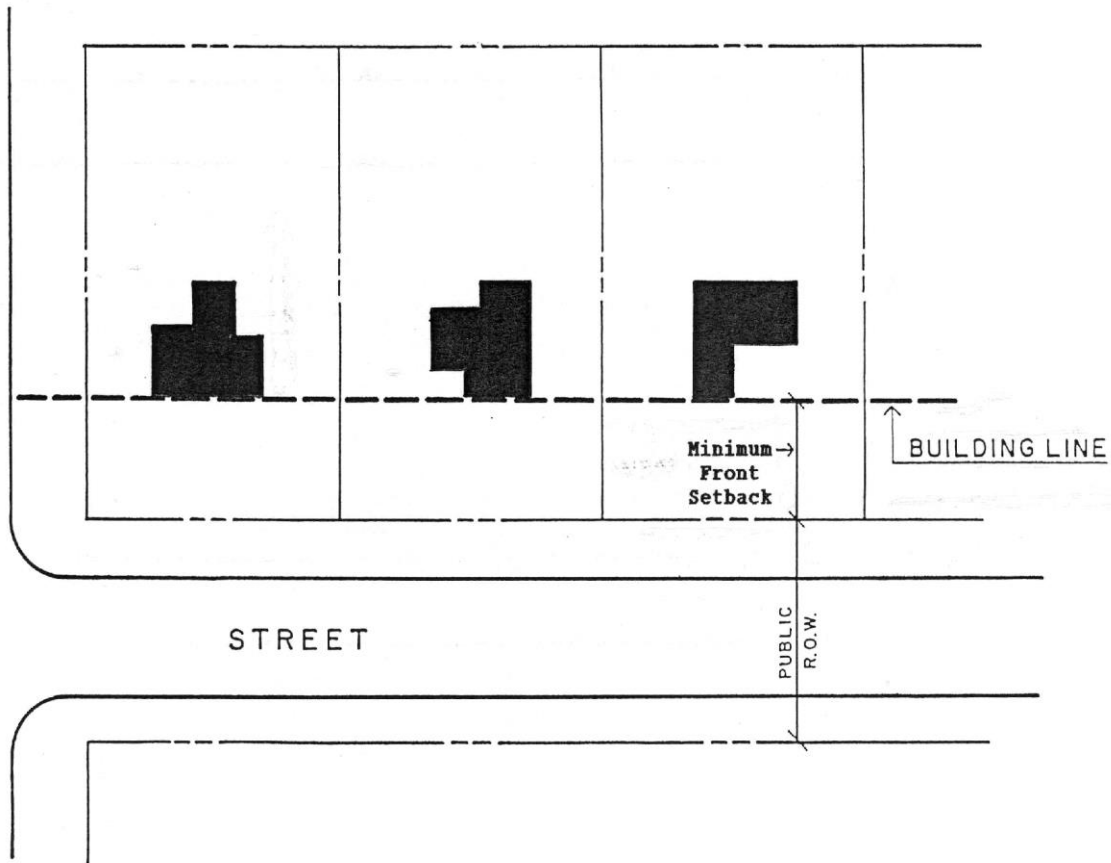 Minimum
Front
Setback
BUILDING LINE
STREET
PUBLIC
R.O.W.